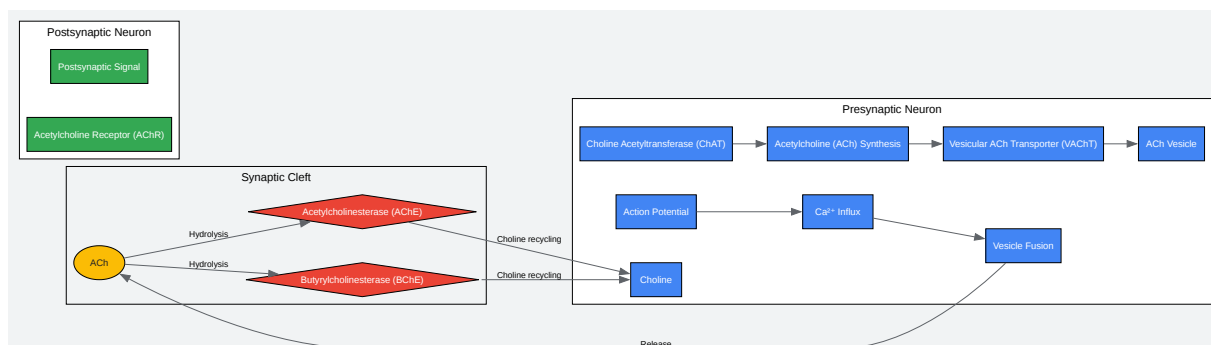 Postsynaptic Neuron
Postsynaptic Signal
Acetylcholine Receptor (AChR)
Synaptic Cleft
Acetylcholinesterase (AChE)
Hydrolysis
ACh
Hydrolysis
Butyrylcholinesterase (BChE)
Choline recycling
Choline recycling
Presynaptic Neuron
Choline Acetyltransferase (ChAT)
Acetylcholine (ACh) Synthesis
Vesicular ACh Transporter (VAChT)
ACh Vesicle
Action Potential
Ca²⁺ Influx
Vesicle Fusion
Choline
Release